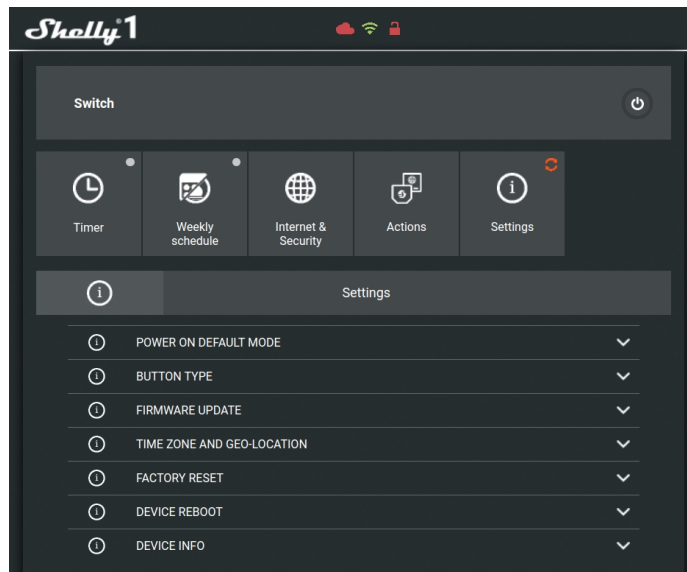 Shelly 1
Switch
Timer
Weekly
schedule
Internet &
Security
Actions
Settings
Settings
POWER ON DEFAULT MODE
BUTTON TYPE
FIRMWARE UPDATE
TIME ZONE AND GEO-LOCATION
FACTORY RESET
DEVICE REBOOT
DEVICE INFO